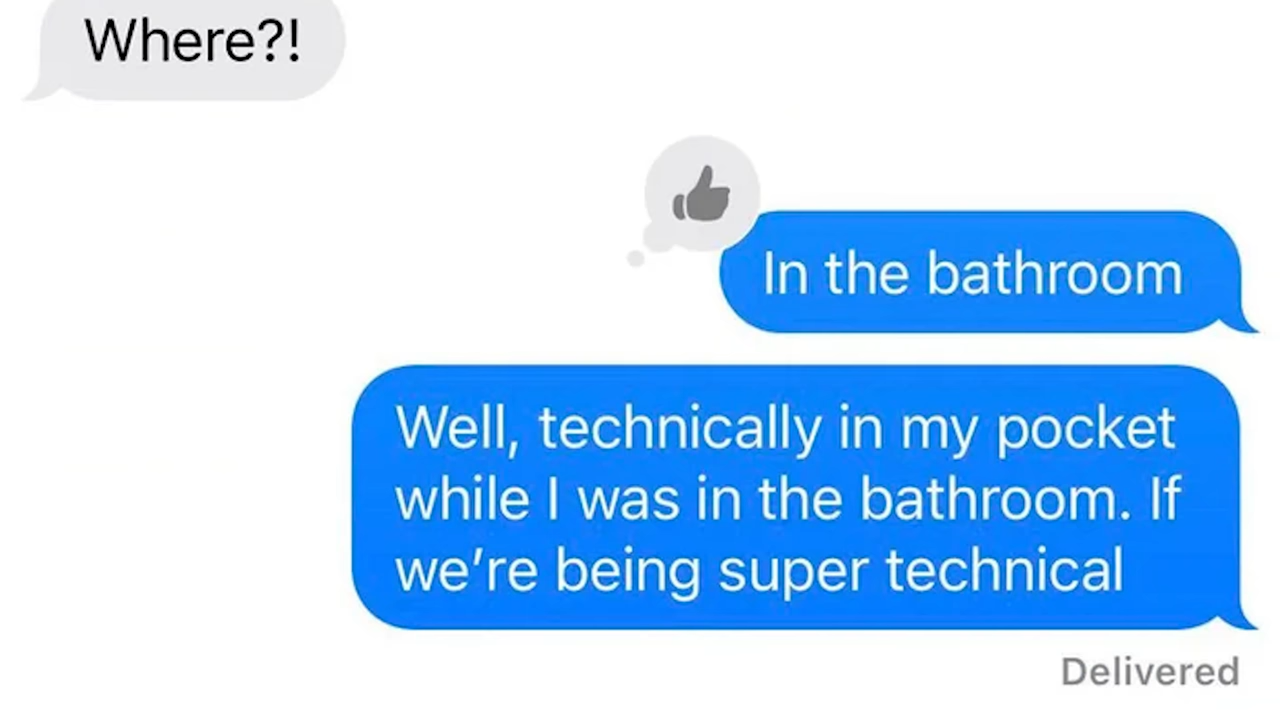 Where?!
In the bathroom
Well, technically in my pocket
while I was in the bathroom. If
we’re being super technical
Delivered